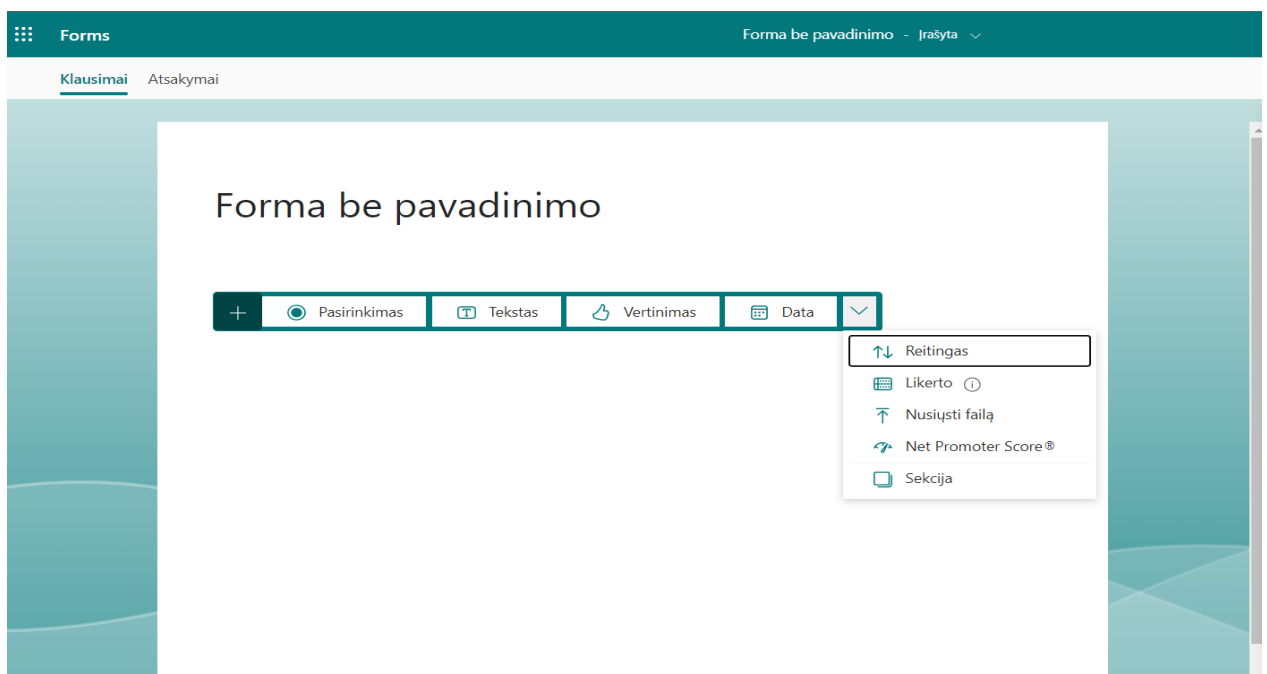 Forms
Forma be pavadinimo - Įrašyta
Klausimai Atsakymai
Forma be pavadinimo
Pasirinkimas Tekstas Vertinimas Data
Reitingas
Likerto
Nusiųsti failą
Net Promoter Score®
Sekcija